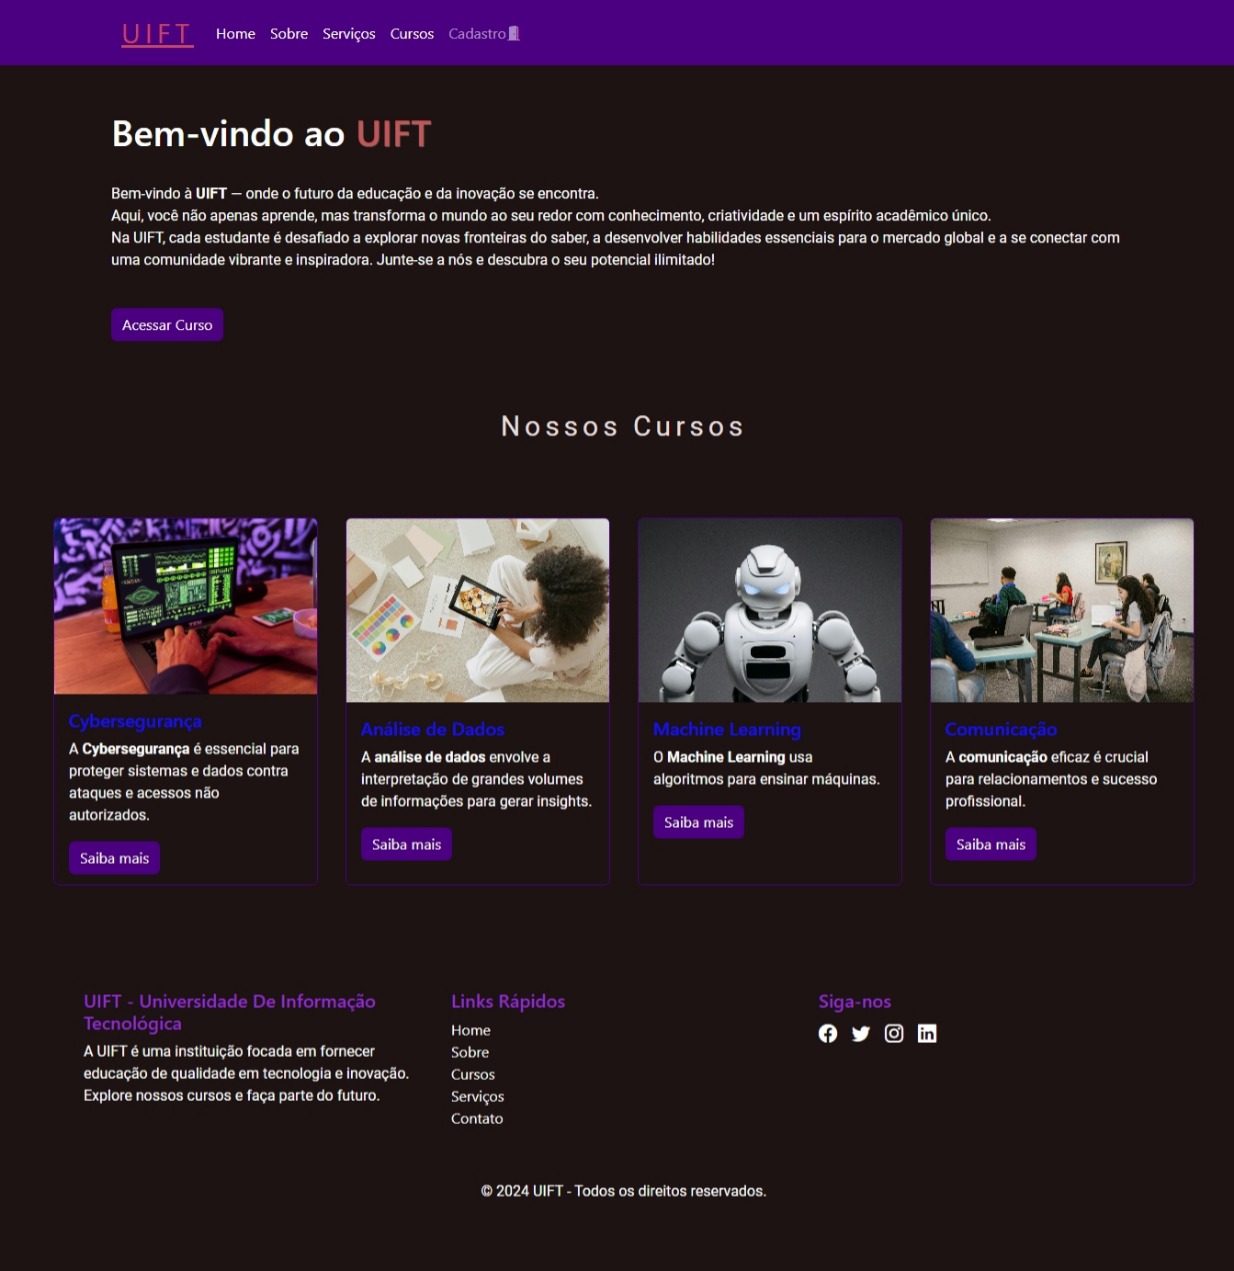 UIFT Home Sobre Serviços Cursos Cadastro🚪
Bem-vindo ao UIFT
Bem-vindo à UIFT — onde o futuro da educação e da inovação se encontra.
Aqui, você não apenas aprende, mas transforma o mundo ao seu redor com conhecimento, criatividade e um espírito acadêmico único.
Na UIFT, cada estudante é desafiado a explorar novas fronteiras do saber, a desenvolver habilidades essenciais para o mercado global e a se conectar com
uma comunidade vibrante e inspiradora. Junte-se a nós e descubra o seu potencial ilimitado!
Acessar Curso
Nossos Cursos
Cybersegurança
A Cybersegurança é essencial para
proteger sistemas e dados contra
ataques e acessos não
autorizados.
Saiba mais
Análise de Dados
A análise de dados envolve a
interpretação de grandes volumes
de informações para gerar insights.
Saiba mais
Machine Learning
O Machine Learning usa
algoritmos para ensinar máquinas.
Saiba mais
Comunicação
A comunicação eficaz é crucial
para relacionamentos e sucesso
profissional.
Saiba mais
UIFT - Universidade De Informação
Tecnológica
A UIFT é uma instituição focada em fornecer
educação de qualidade em tecnologia e inovação.
Explore nossos cursos e faça parte do futuro.
Links Rápidos
Home
Sobre
Cursos
Serviços
Contato
Siga-nos
© 2024 UIFT - Todos os direitos reservados.